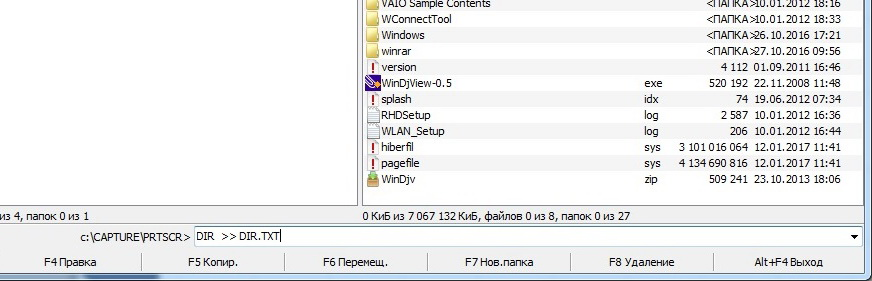 VAIO Sample Contents <ПАПКА> 10.01.2012 18:16
WConnectTool <ПАПКА> 10.01.2012 18:33
Windows <ПАПКА> 26.10.2016 17:21
winrar <ПАПКА> 27.10.2016 09:56
version 4 112 01.09.2011 16:46
WinDjView-0.5 exe 520 192 22.11.2008 11:48
splash idx 74 19.06.2012 07:34
RHDSetup log 2 587 10.01.2012 16:36
WLAN_Setup log 206 10.01.2012 16:44
hiberfil sys 3 101 016 064 12.01.2017 11:41
pagefile sys 4 134 690 816 12.01.2017 11:41
WinDjv zip 509 241 23.10.2013 18:06
из 4, папок 0 из 1 0 КиБ из 7 067 132 КиБ, файлов 0 из 8, папок 0 из 27
c:\CAPTURE\PRTSCR> DIR >> DIR.TXT
F4 Правка F5 Копир. F6 Перемещ. F7 Нов.папка F8 Удаление Alt+F4 Выход